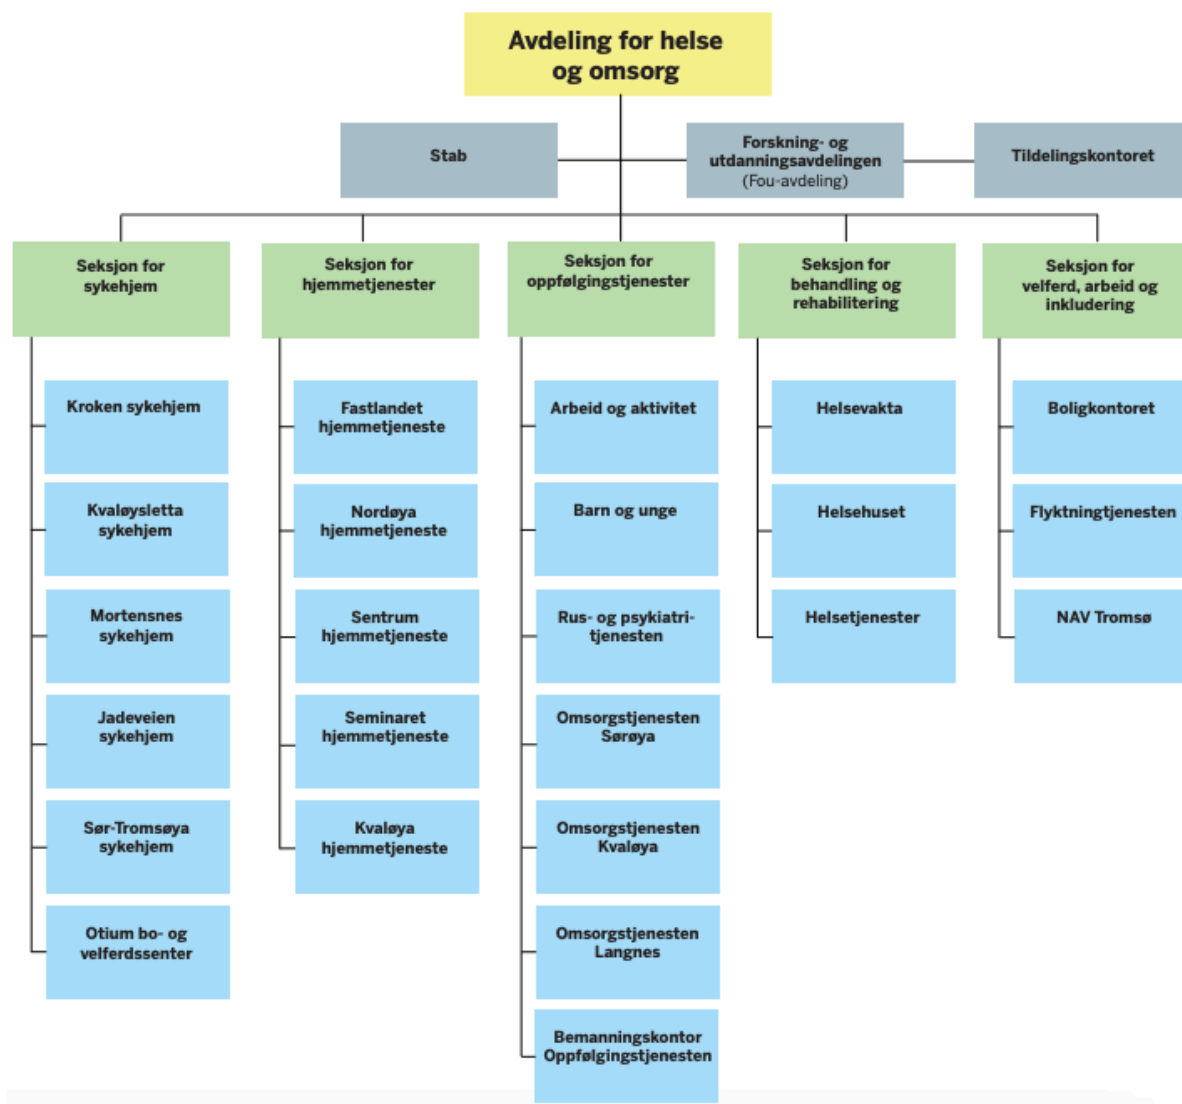 Avdeling for helse
og omsorg
Stab
Forskning- og
utdanningsavdelingen
(Fou-avdeling)
Tildelingskontoret
Seksjon for
sykehjem
Seksjon for
hjemmetjenester
Seksjon for
oppfølgingstjenester
Seksjon for
behandling og
rehabilitering
Seksjon for
velferd, arbeid og
inkludering
Kroken sykehjem
Kvaløysletta
sykehjem
Mortensnes
sykehjem
Jadeveien
sykehjem
Sør-Tromsøya
sykehjem
Otium bo- og
velferdssenter
Fastlandet
hjemmetjeneste
Nordøya
hjemmetjeneste
Sentrum
hjemmetjeneste
Seminaret
hjemmetjeneste
Kvaløya
hjemmetjeneste
Arbeid og aktivitet
Barn og unge
Rus- og psykiatri-
tjenesten
Omsorgstjenesten
Sørøya
Omsorgstjenesten
Kvaløya
Omsorgstjenesten
Langnes
Bemanningskontor
Oppfølgingstjenesten
Helsevakta
Helsehuset
Helsetjenester
Boligkontoret
Flyktningtjenesten
NAV Tromsø